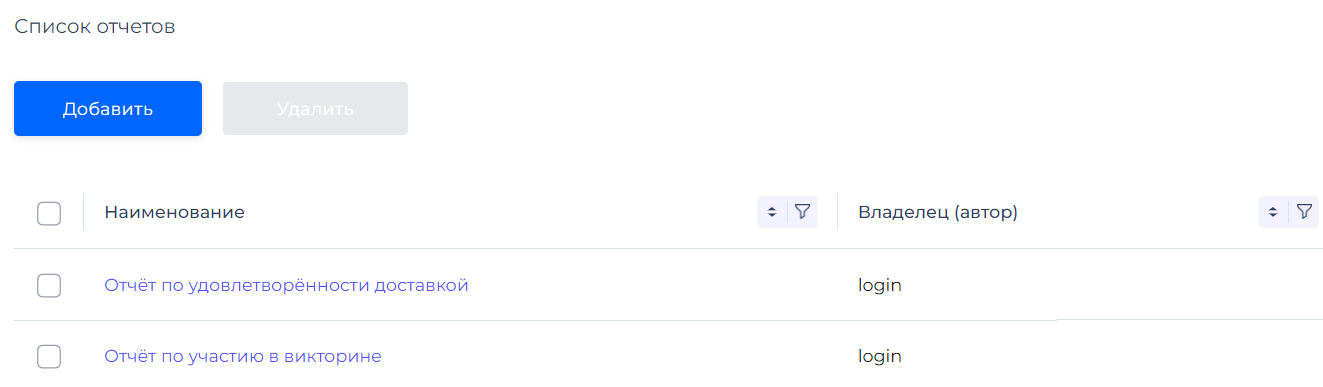 Список отчетов
Добавить Удалить
Наименование Владелец (автор)
Отчёт по удовлетворённости доставкой login
Отчёт по участию в викторине login